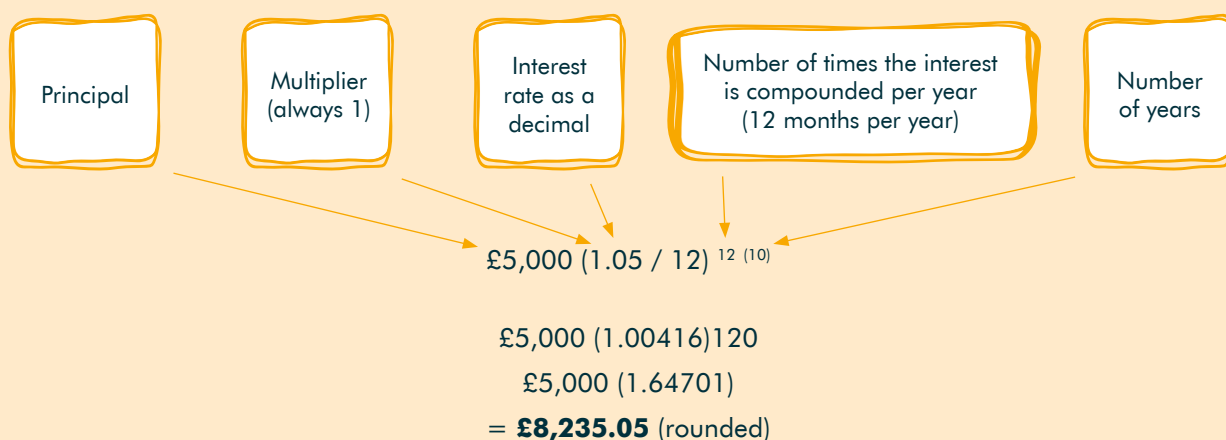 Principal
Multiplier
(always 1)
Interest
rate as a
decimal
Number of times the interest
is compounded per year
(12 months per year)
Number
of years
£5,000 (1.05 / 12) 12 (10)
£5,000 (1.00416)120
£5,000 (1.64701)
= £8,235.05 (rounded)